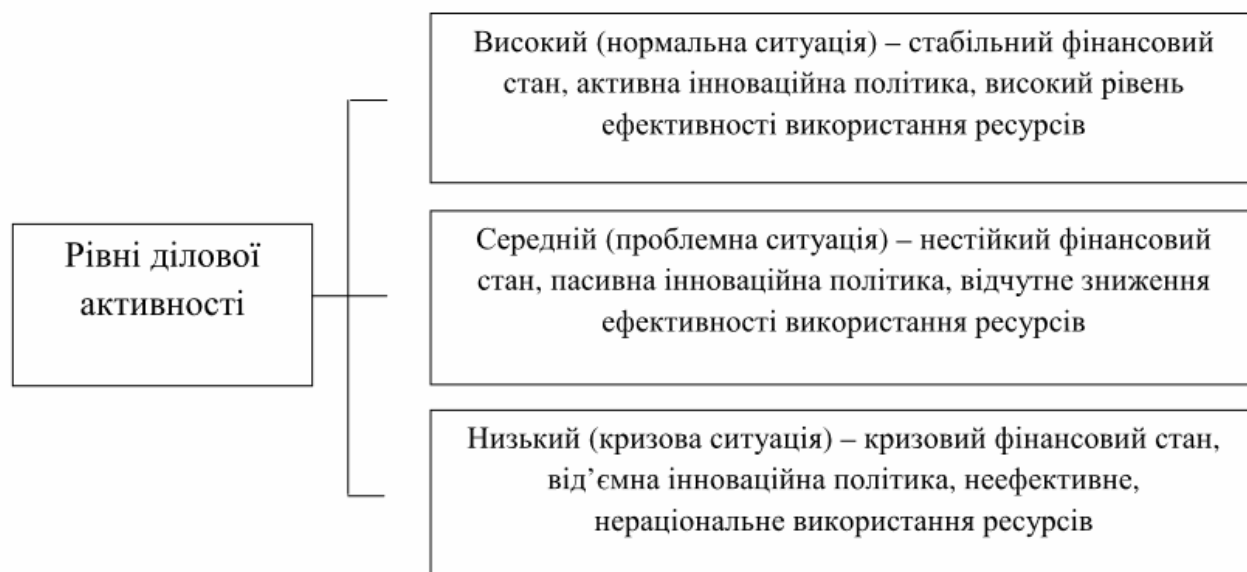 Високий (нормальна ситуація) – стабільний фінансовий
стан, активна інноваційна політика, високий рівень
ефективності використання ресурсів
Рівні ділової
активності
Середній (проблемна ситуація) – нестійкий фінансовий
стан, пасивна інноваційна політика, відчутне зниження
ефективності використання ресурсів
Низький (кризова ситуація) – кризовий фінансовий стан,
від’ємна інноваційна політика, неефективне,
нераціональне використання ресурсів